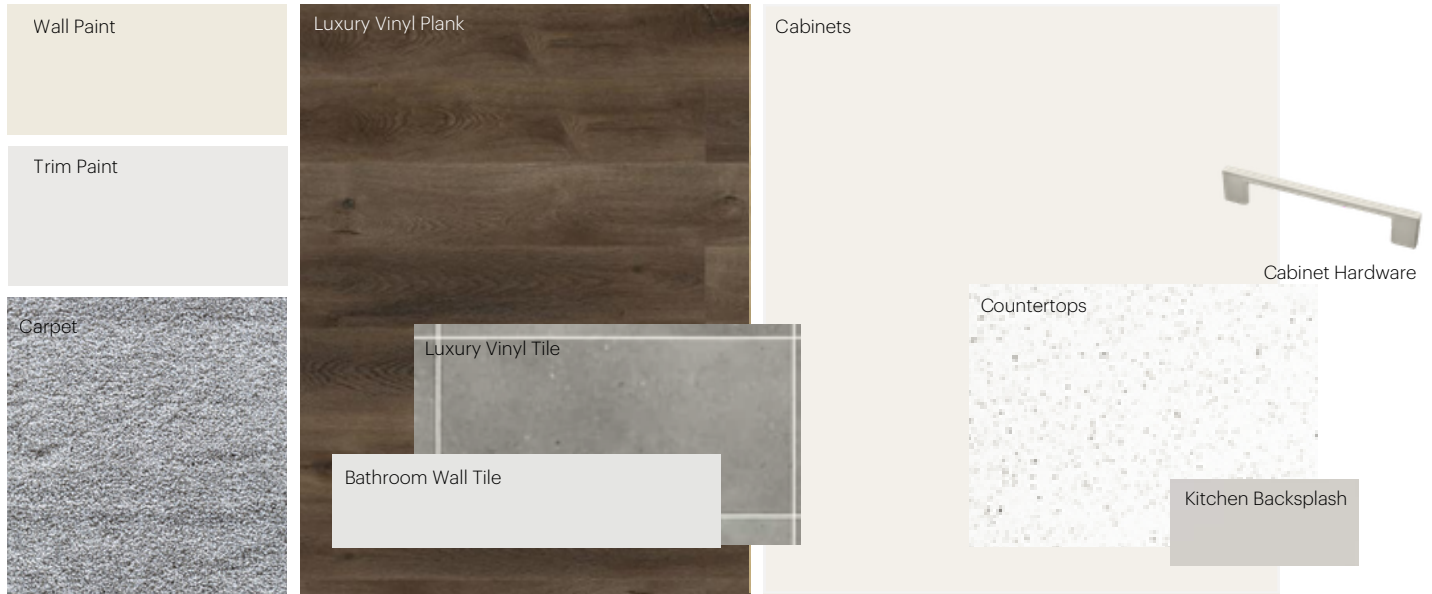 Wall Paint
Trim Paint
Carpet
Luxury Vinyl Plank
Luxury Vinyl Tile
Bathroom Wall Tile
Cabinets
Cabinet Hardware
Countertops
Kitchen Backsplash